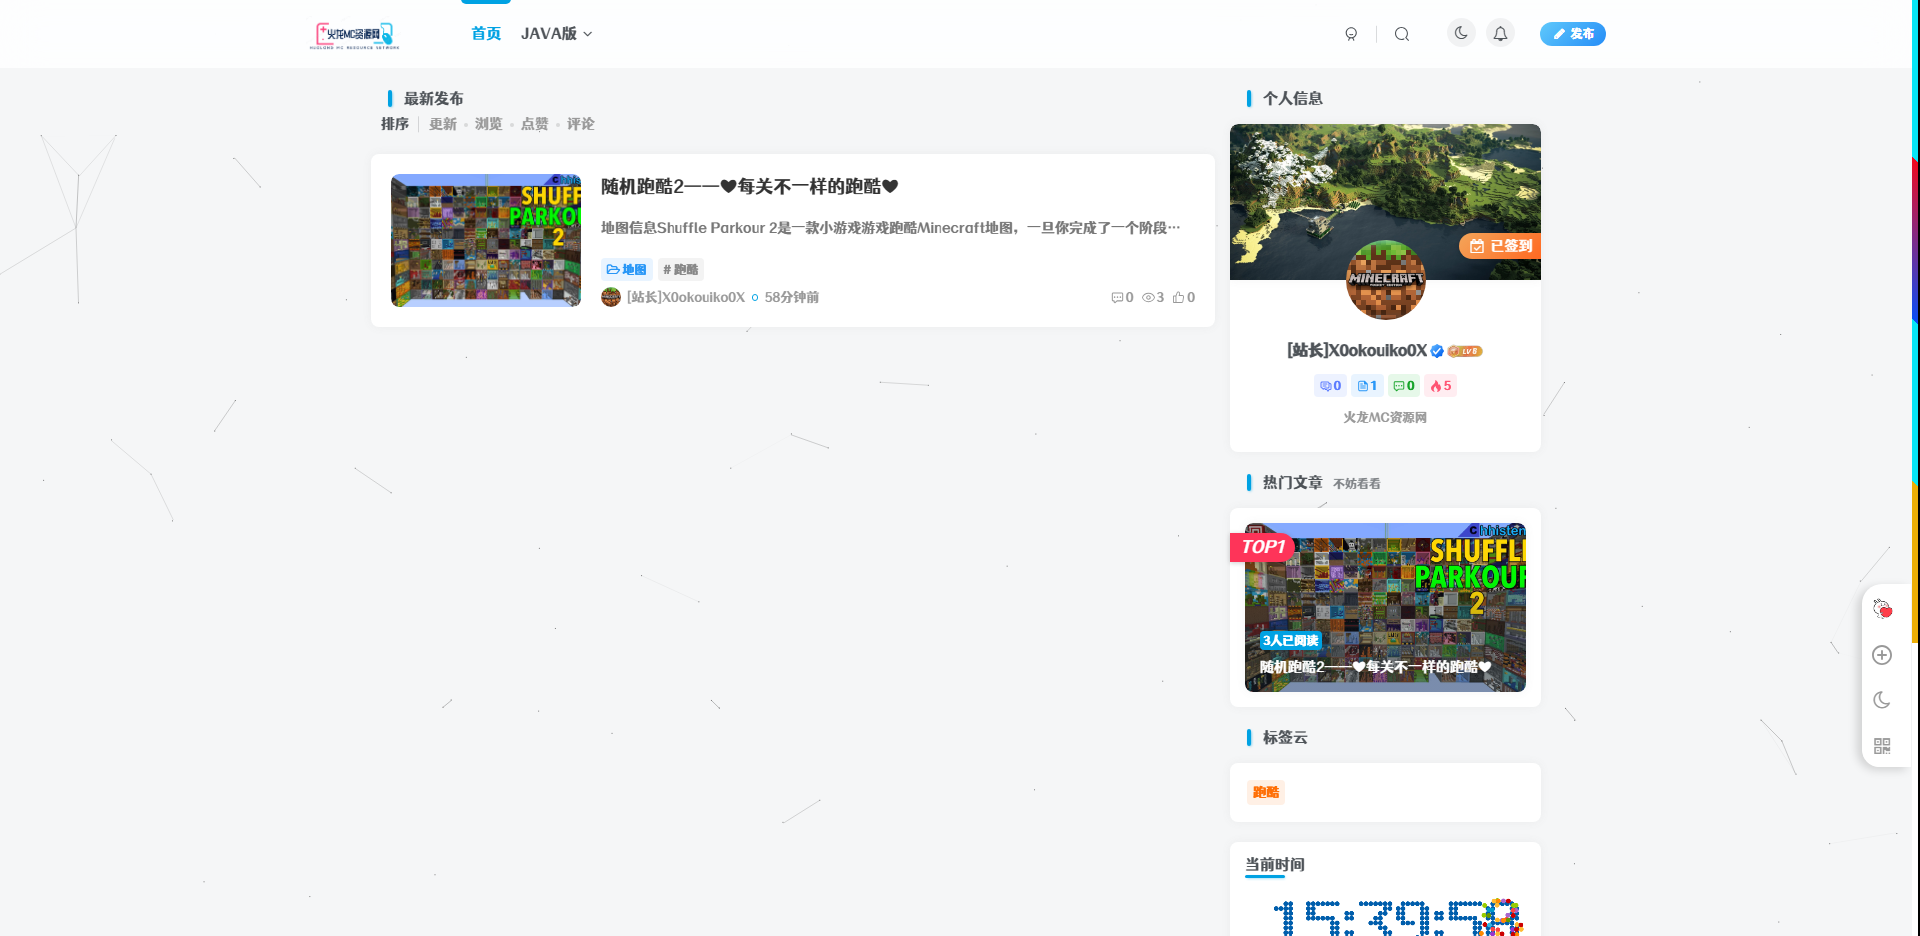 火龙MC资源网
HUOLONG MC RESOURCE NETWORK
首页
JAVA版
发布
最新发布
排序 更新 浏览 点赞 评论
SHUFF
PARKOU
2
随机跑酷2——♥每关不一样的跑酷♥
地图信息Shuffle Parkour 2是一款小游戏游戏跑酷Minecraft地图，一旦你完成了一个阶段…
地图
# 跑酷
[站长]X0okouiko0X 58分钟前
0 3 0
个人信息
已签到
MINECRAFT
[站长]X0okouiko0X
0 1 0 5
火龙MC资源网
热门文章 不妨看看
TOP1
Chhisten
SHUFFL
PARKOUR
2
3人已阅读
随机跑酷2——♥每关不一样的跑酷♥
标签云
跑酷
当前时间